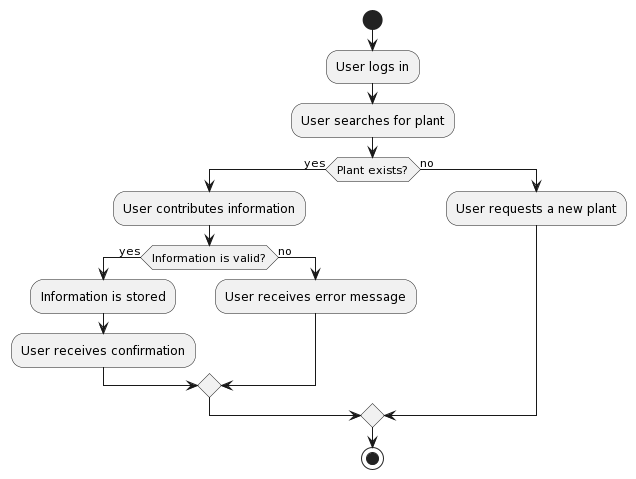 User logs in
User searches for plant
yes
Plant exists?
no
User contributes information
User requests a new plant
yes
Information is valid?
no
Information is stored
User receives error message
User receives confirmation